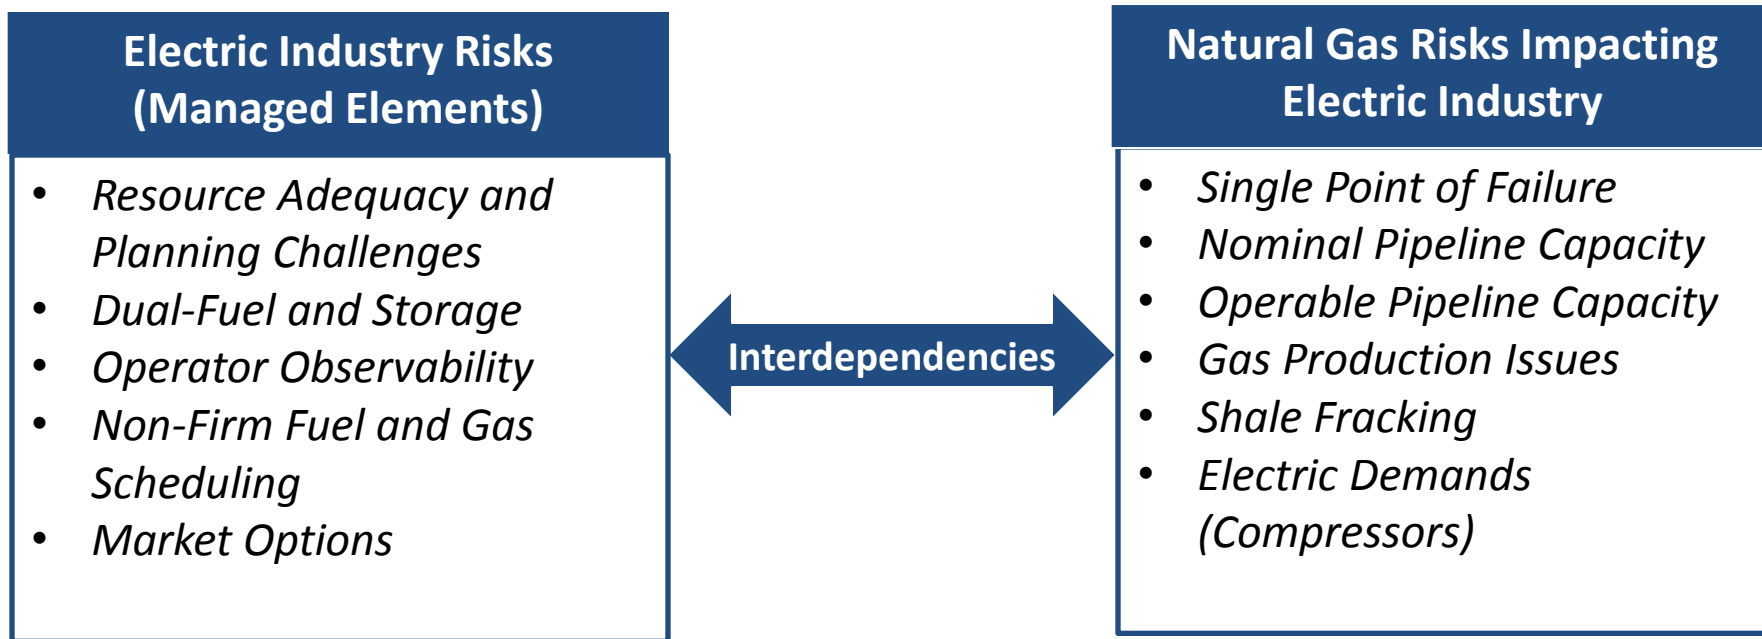 Electric Industry Risks
(Managed Elements)
• Resource Adequacy and
Planning Challenges
• Dual-Fuel and Storage
• Operator Observability
• Non-Firm Fuel and Gas
Scheduling
• Market Options
Interdependencies
Natural Gas Risks Impacting
Electric Industry
• Single Point of Failure
• Nominal Pipeline Capacity
• Operable Pipeline Capacity
• Gas Production Issues
• Shale Fracking
• Electric Demands
(Compressors)